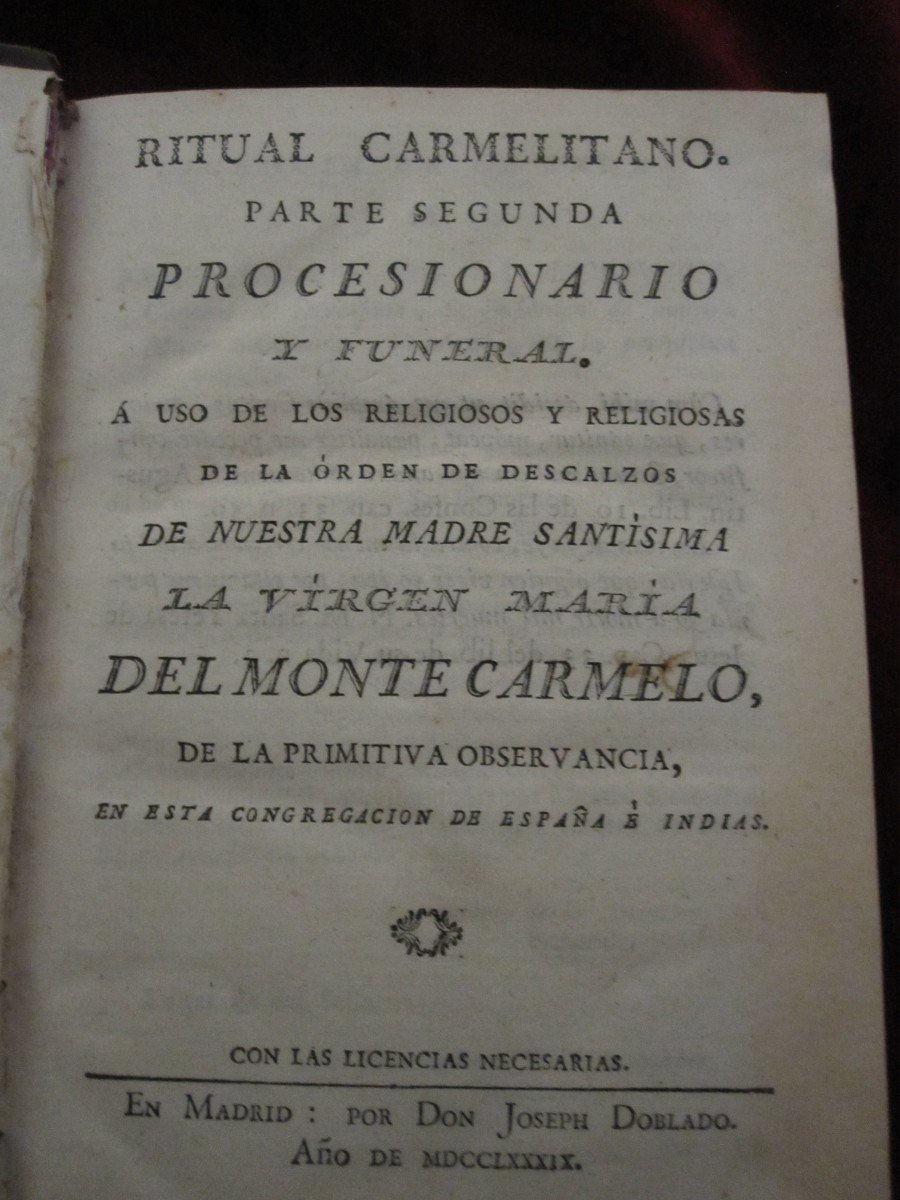 RITUAL CARMELITANO.
PARTE SEGUNDA
PROCESIONARIO
Y FUNERAL.
Á USO DE LOS RELIGIOSOS Y RELIGIOSAS
DE LA ÓRDEN DE DESCALZOS
DE NUESTRA MADRE SANTÍSIMA
LA VÍRGEN MARÍA
DEL MONTE CARMELO,
DE LA PRIMITIVA OBSERVANCIA,
EN ESTA CONGREGACION DE ESPAÑA È INDIAS.
CON LAS LICENCIAS NECESARIAS.
EN MADRID: POR DON JOSEPH DOBLADO.
AÑO DE MDCCLXXXIX.